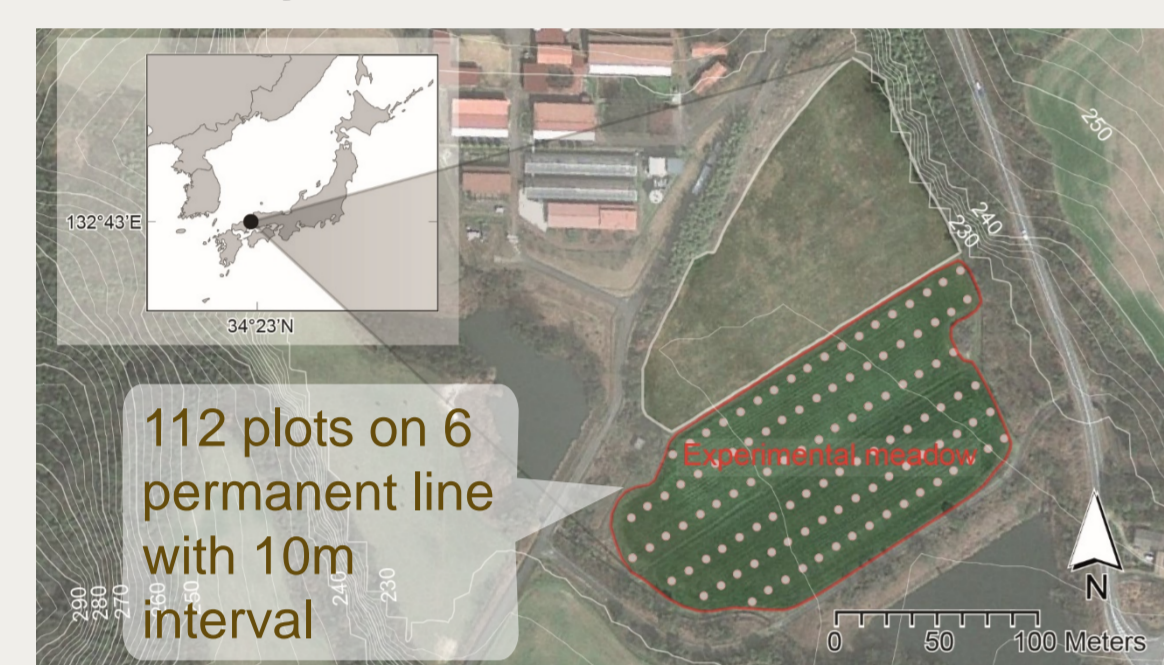 132°43'E
34°23'N
250
240
230
Experimental meadow
112 plots on 6
permanent line
with 10m
interval
290
280
270
260
250
240
230
N
0 50 100 Meters